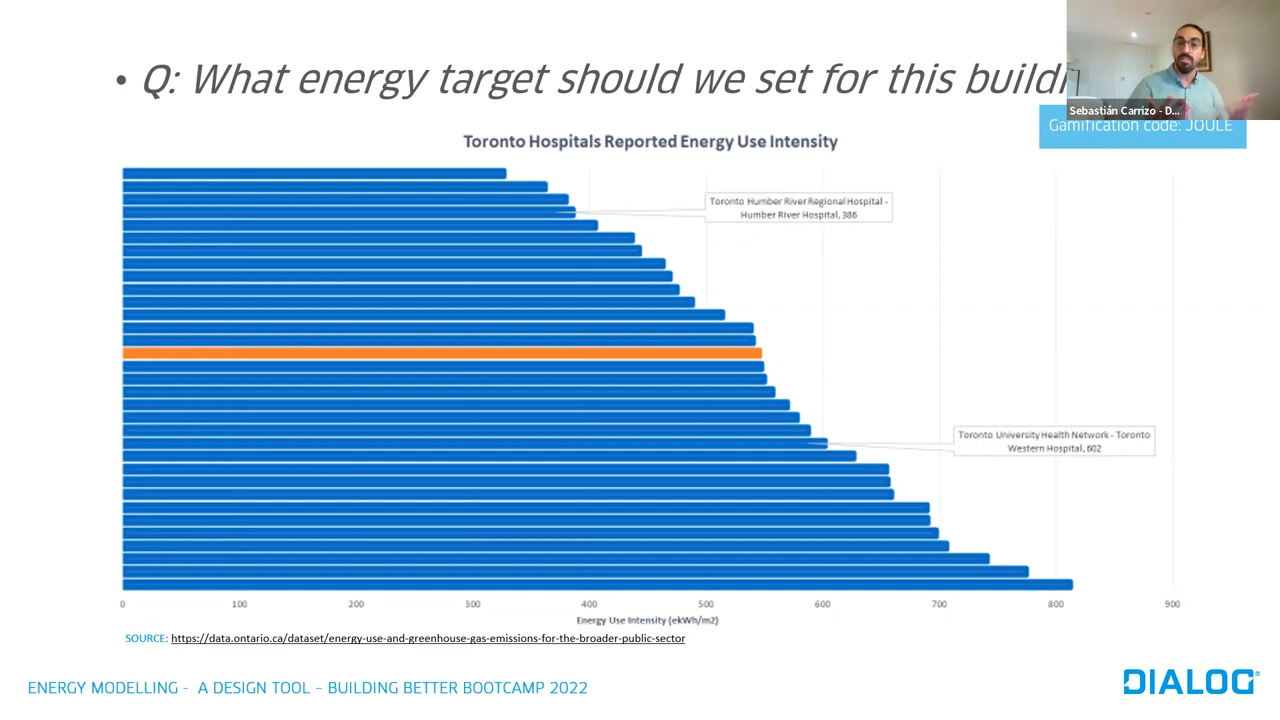 • Q: What energy target should we set for this buildi
Sebastián Carrizo - D...
Gamification code: JOULE
Toronto Hospitals Reported Energy Use Intensity
Toronto Humber River Regional Hospital -
Humber River Hospital, 386
Toronto University Health Network - Toronto
Western Hospital, 602
0 100 200 300 400 500 600 700 800 900
Energy Use Intensity (ekWh/m2)
SOURCE: https://data.ontario.ca/dataset/energy-use-and-greenhouse-gas-emissions-for-the-broader-public-sector
ENERGY MODELLING - A DESIGN TOOL – BUILDING BETTER BOOTCAMP 2022
DIALOG®